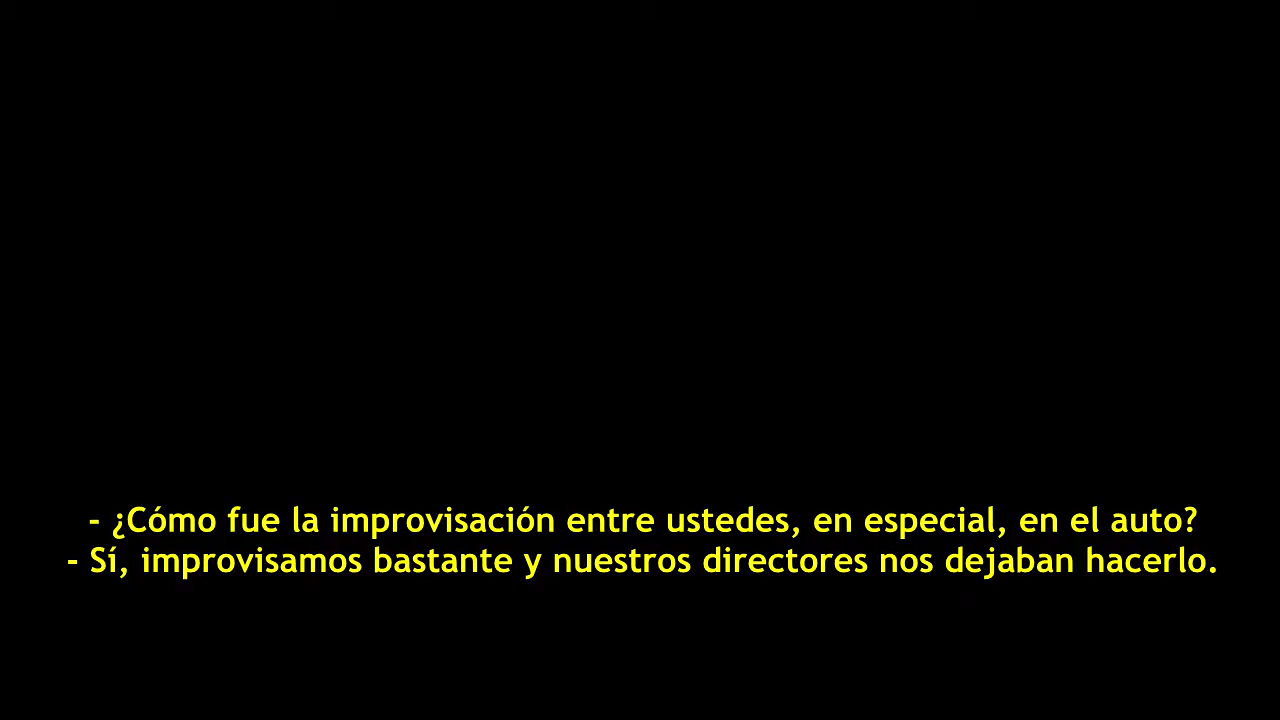 - ¿Cómo fue la improvisación entre ustedes, en especial, en el auto?
- Sí, improvisamos bastante y nuestros directores nos dejaban hacerlo.